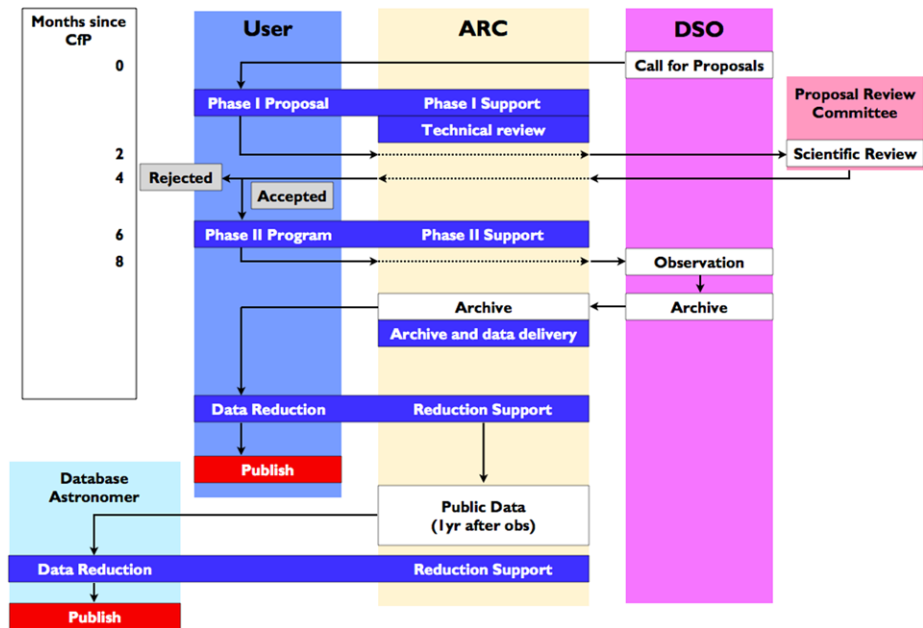 Months since
CfP
User
ARC
DSO
0
Call for Proposals
Phase I Proposal
Phase I Support
Proposal Review
Committee
Technical review
2
Scientific Review
4
Rejected
Accepted
6
Phase II Program
Phase II Support
8
Observation
Archive
Archive
Archive and data delivery
Data Reduction
Reduction Support
Publish
Database
Astronomer
Public Data
(1yr after obs)
Data Reduction
Reduction Support
Publish